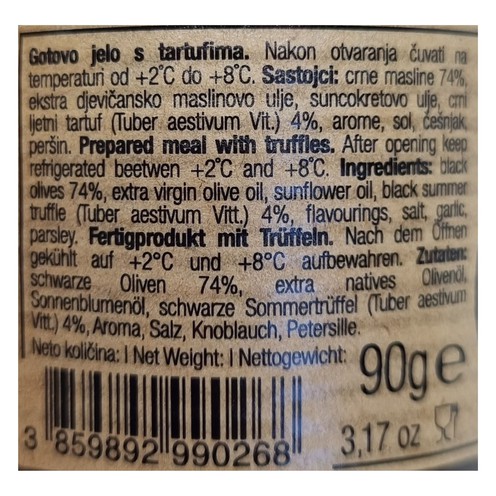 Gotovo jelo s tartufima. Nakon otvaranja čuvati na
temperaturi od +2°C do +8°C. Sastojci: crne masline 74%,
ekstra djevičansko maslinovo ulje, suncokretovo ulje, crni
ljetni tartuf (Tuber aestivum Vit.) 4%, arome, sol, češnjak,
peršin. Prepared meal with truffles. After opening keep
refrigerated beetwen +2°C and +8°C. Ingredients: black
olives 74%, extra virgin olive oil, sunflower oil, black summer
truffle (Tuber aestivum Vitt.) 4%, flavourings, salt, garlic,
parsley. Fertigprodukt mit Trüffeln. Nach dem Öffnen
gekühlt auf +2°C und +8°C aufbewahren. Zutaten:
schwarze Oliven 74%, extra natives Olivenöl,
Sonnenblumenöl, schwarze Sommertrüffel (Tuber aestivum
Vitt.) 4%, Aroma, Salz, Knoblauch, Petersille.
Neto količina: | Net Weight: | Nettogewicht: 90g e
3 859892 990268 3,17 oz